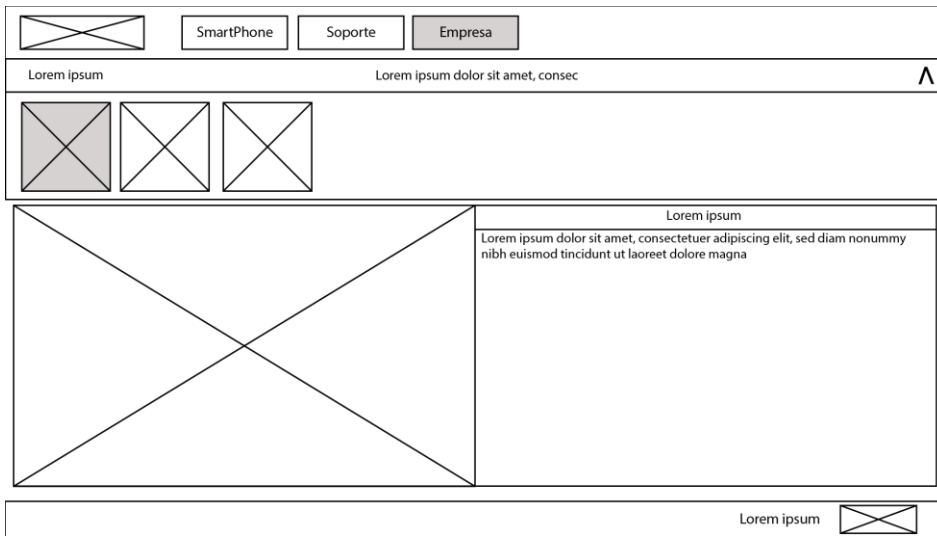 SmartPhone
Soporte
Empresa
Lorem ipsum
Lorem ipsum dolor sit amet, consec
Lorem ipsum
Lorem ipsum dolor sit amet, consectetuer adipiscing elit, sed diam nonummy
nibh euismod tincidunt ut laoreet dolore magna
Lorem ipsum